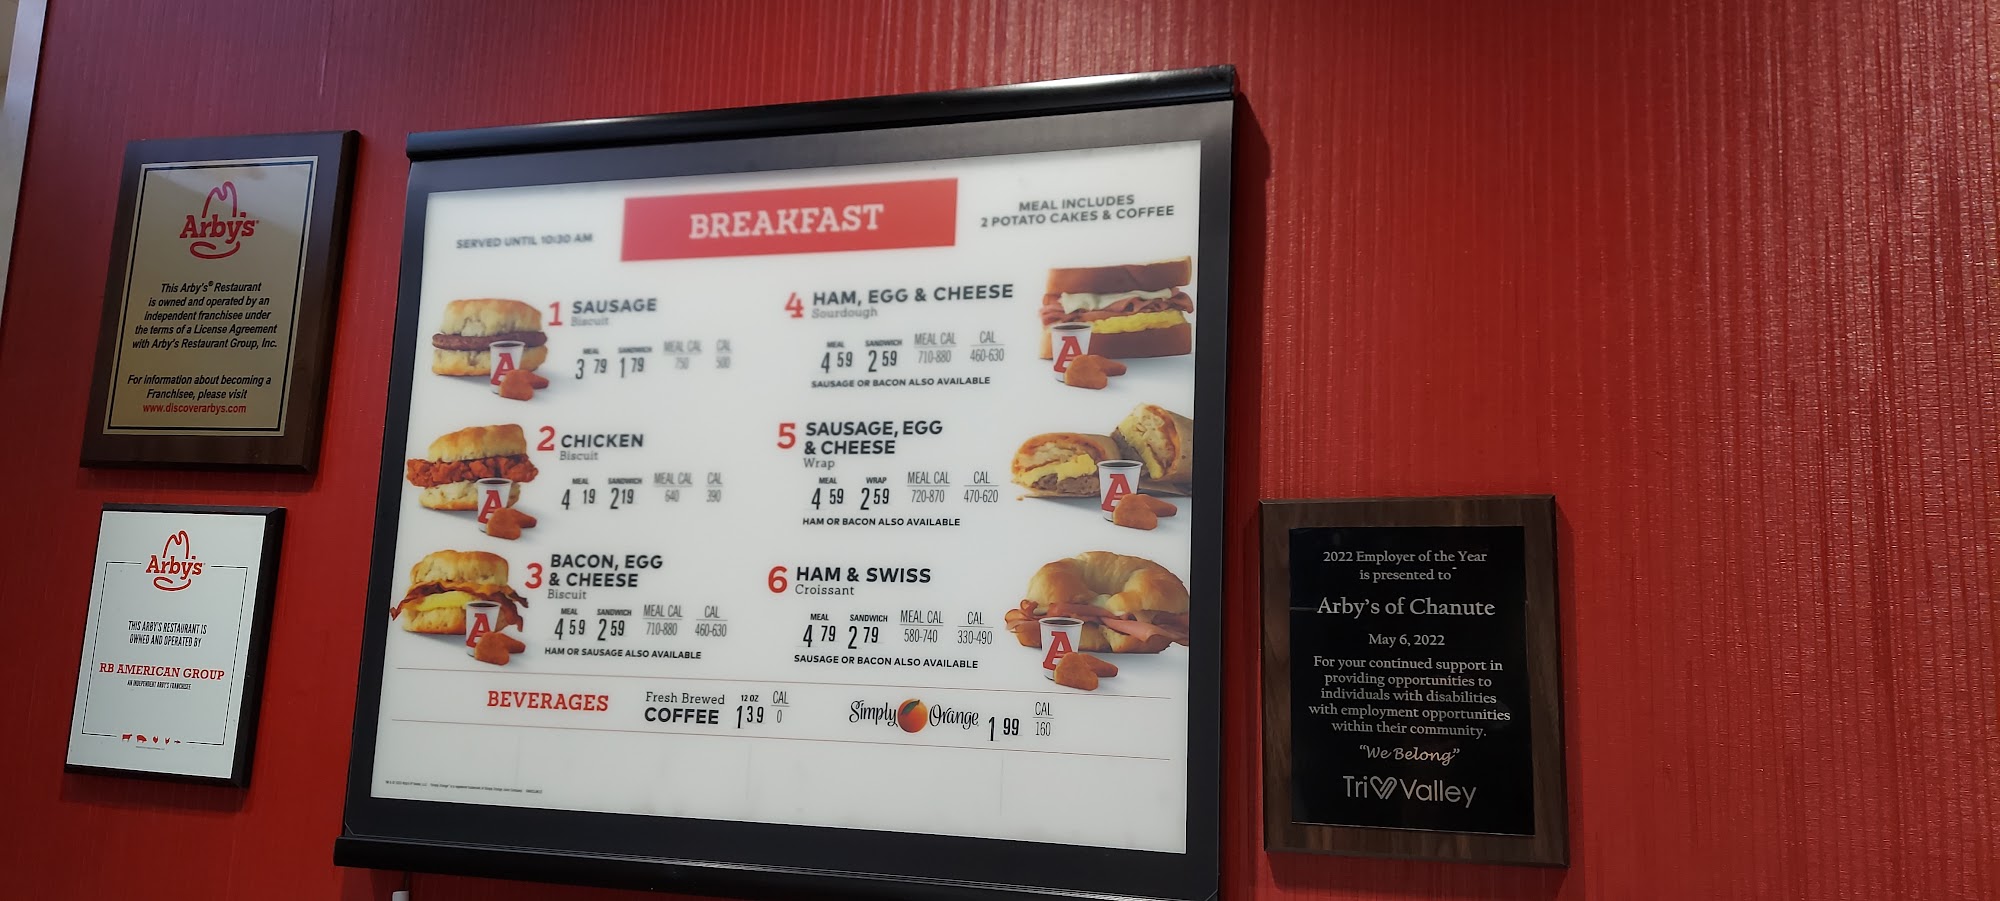 Arby's®
This Arby's® Restaurant
is owned and operated by an
independent franchisee under
the terms of a License Agreement
with Arby's Restaurant Group, Inc.
For information about becoming a
Franchisee, please visit
www.discoverarbys.com
Arby's
THIS ARBY'S RESTAURANT IS
OWNED AND OPERATED BY
RB AMERICAN GROUP
AN INDEPENDENT ARBY'S FRANCHISEE
SERVED UNTIL 10:30 AM
BREAKFAST
MEAL INCLUDES
2 POTATO CAKES & COFFEE
1 SAUSAGE
Biscuit
MEAL SANDWICH MEAL CAL CAL
3 79 1 79 750 500
2 CHICKEN
Biscuit
MEAL SANDWICH MEAL CAL CAL
4 19 2 19 640 390
3 BACON, EGG
& CHEESE
Biscuit
MEAL SANDWICH MEAL CAL CAL
4 59 2 59 710-880 460-630
HAM OR SAUSAGE ALSO AVAILABLE
4 HAM, EGG & CHEESE
Sourdough
MEAL SANDWICH MEAL CAL CAL
4 59 2 59 710-880 460-630
SAUSAGE OR BACON ALSO AVAILABLE
5 SAUSAGE, EGG
& CHEESE
Wrap
MEAL WRAP MEAL CAL CAL
4 59 2 59 720-870 470-620
HAM OR BACON ALSO AVAILABLE
6 HAM & SWISS
Croissant
MEAL SANDWICH MEAL CAL CAL
4 79 2 79 580-740 330-490
SAUSAGE OR BACON ALSO AVAILABLE
BEVERAGES
Fresh Brewed 12 OZ CAL
COFFEE 1 39 0
Simply Orange 1 99 CAL
160
2022 Employer of the Year
is presented to
Arby's of Chanute
May 6, 2022
For your continued support in
providing opportunities to
individuals with disabilities
with employment opportunities
within their community.
"We Belong"
Tri Valley